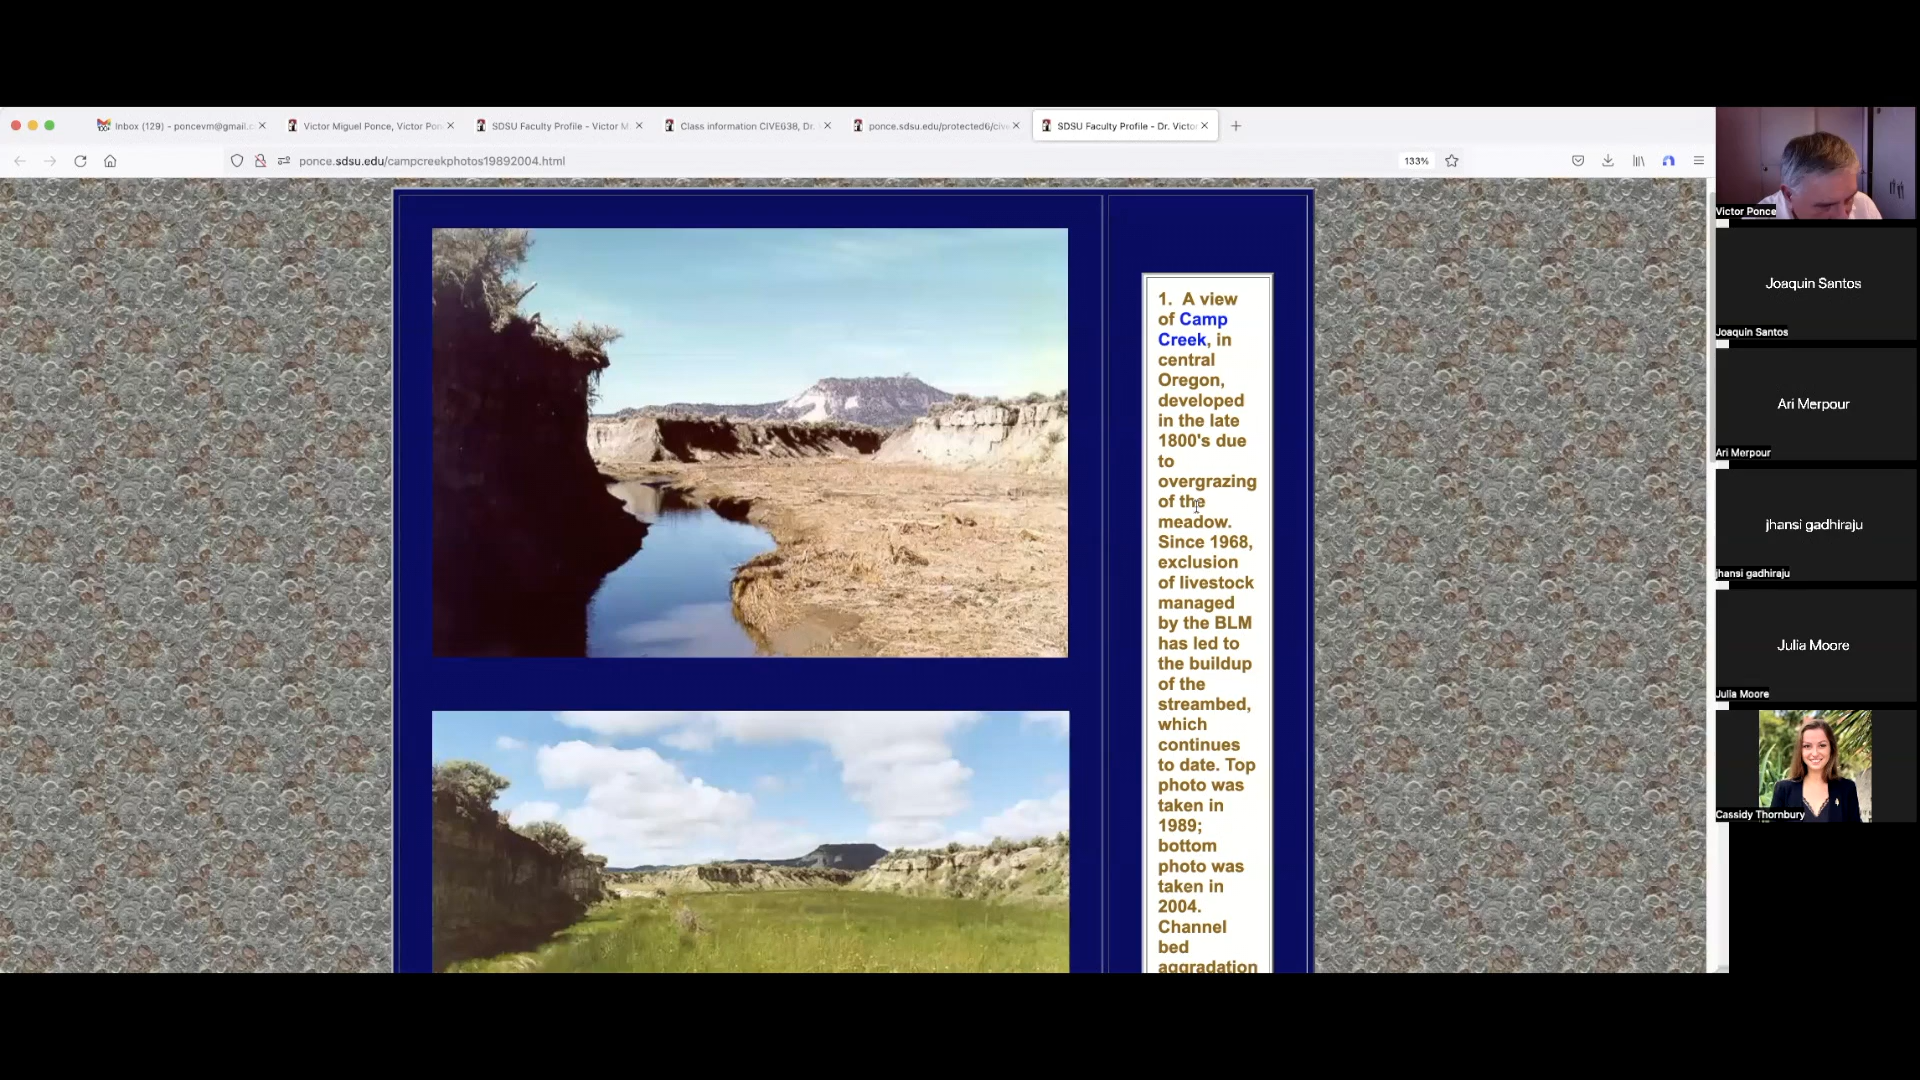 Inbox (129) - poncevm@gmail.c
Victor Miguel Ponce, Victor Pon
SDSU Faculty Profile - Victor M
Class information CIVE638, Dr.
ponce.sdsu.edu/protected6/cive
SDSU Faculty Profile - Dr. Victor
ponce.sdsu.edu/campcreekphotos19892004.html
133%
1. A view
of Camp
Creek, in
central
Oregon,
developed
in the late
1800's due
to
overgrazing
of the
meadow.
Since 1968,
exclusion
of livestock
managed
by the BLM
has led to
the buildup
of the
streambed,
which
continues
to date. Top
photo was
taken in
1989;
bottom
photo was
taken in
2004.
Channel
bed
aggradation
Victor Ponce
Joaquin Santos
Joaquin Santos
Ari Merpour
Ari Merpour
jhansi gadhiraju
jhansi gadhiraju
Julia Moore
Julia Moore
Cassidy Thornbury